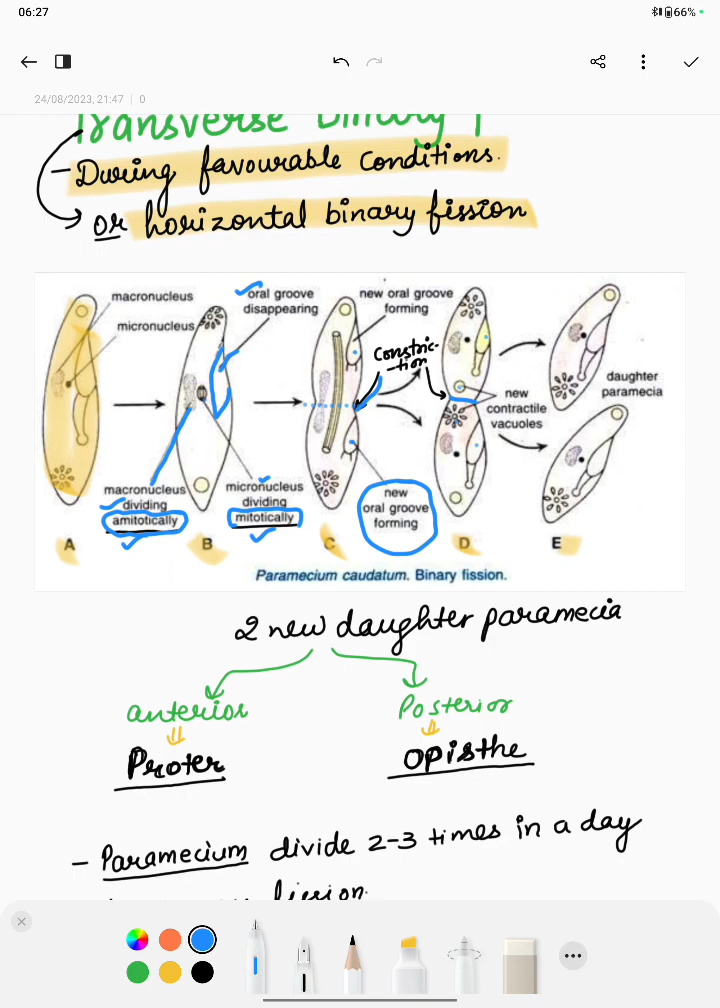 06:27
66%
24/08/2023, 21:47 | 0
Transverse Binary
- During favourable conditions.
or horizontal binary fission
macronucleus
micronucleus
oral groove
disappearing
new oral groove
forming
Constric-
-tion
daughter
paramecia
new
contractile
vacuoles
macronucleus
dividing
amitotically
micronucleus
dividing
mitotically
new
oral groove
forming
A
B
C
D
E
Paramecium caudatum. Binary fission.
2 new daughter paramecia
anterior
Posterior
Proter
opisthe
- Paramecium divide 2-3 times in a day
fission.